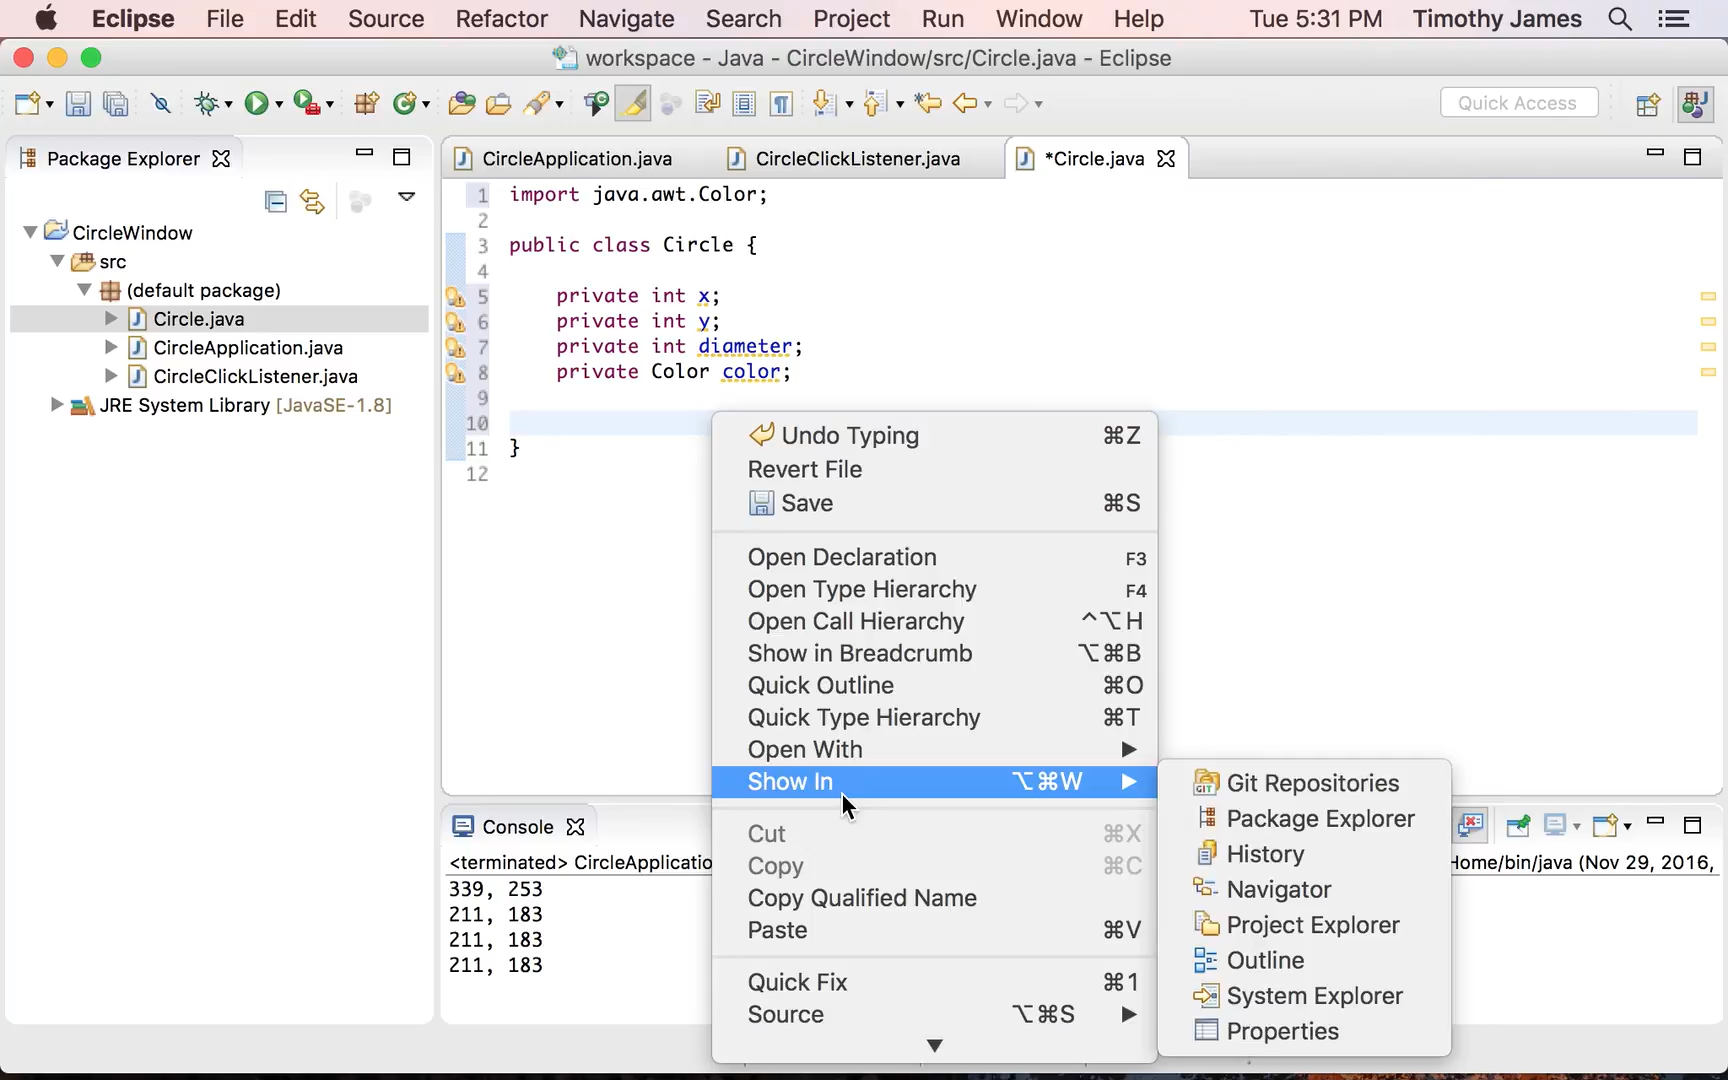 Eclipse File Edit Source Refactor Navigate Search Project Run Window Help Tue 5:31 PM Timothy James
workspace - Java - CircleWindow/src/Circle.java - Eclipse
Quick Access
Package Explorer
CircleWindow
src
(default package)
Circle.java
CircleApplication.java
CircleClickListener.java
JRE System Library [JavaSE-1.8]
CircleApplication.java CircleClickListener.java *Circle.java
1 import java.awt.Color;
2
3 public class Circle {
4
5 private int x;
6 private int y;
7 private int diameter;
8 private Color color;
9
10
11 }
12
Undo Typing ⌘Z
Revert File
Save ⌘S
Open Declaration F3
Open Type Hierarchy F4
Open Call Hierarchy ^⌥H
Show in Breadcrumb ⌥⌘B
Quick Outline ⌘O
Quick Type Hierarchy ⌘T
Open With
Show In ⌥⌘W
Cut ⌘X
Copy ⌘C
Copy Qualified Name
Paste ⌘V
Quick Fix ⌘1
Source ⌥⌘S
Git Repositories
Package Explorer
History
Navigator
Project Explorer
Outline
System Explorer
Properties
Console
<terminated> CircleApplicatio
Home/bin/java (Nov 29, 2016,
339, 253
211, 183
211, 183
211, 183